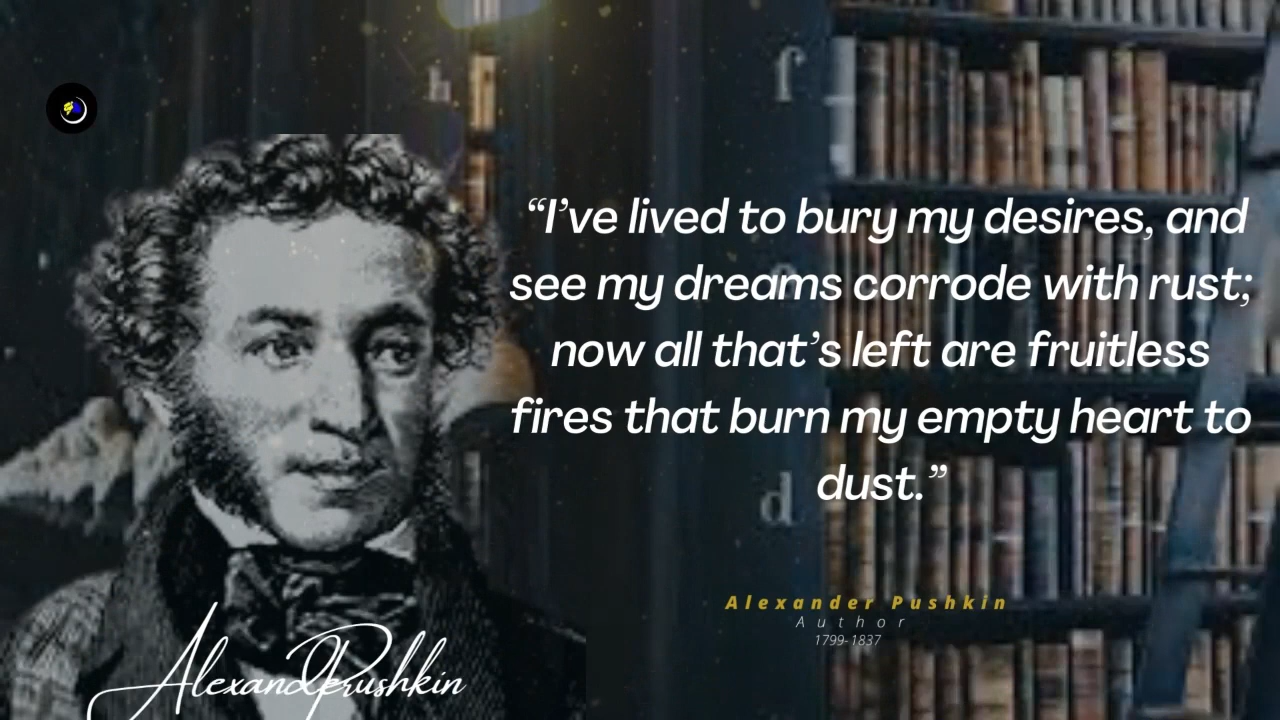 f
h
“I’ve lived to bury my desires, and
see my dreams corrode with rust;
now all that’s left are fruitless
fires that burn my empty heart to
dust.”
d
Alexander Pushkin
Author
1799-1837
Alexandprushkin